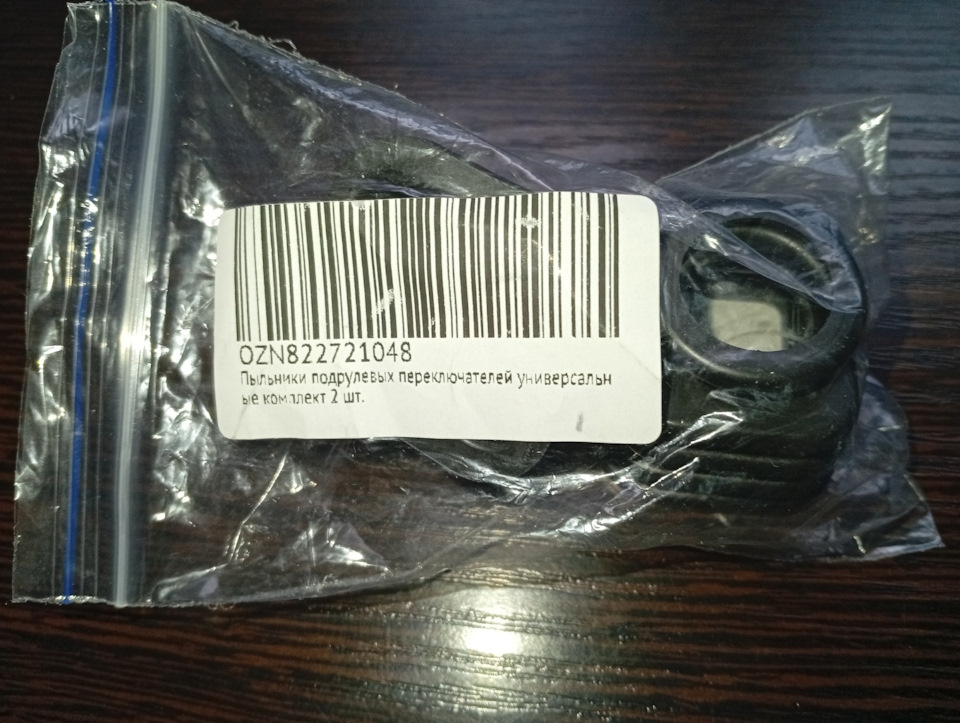 OZN822721048
Пыльники подрулевых переключателей универсальн
ые комплект 2 шт.